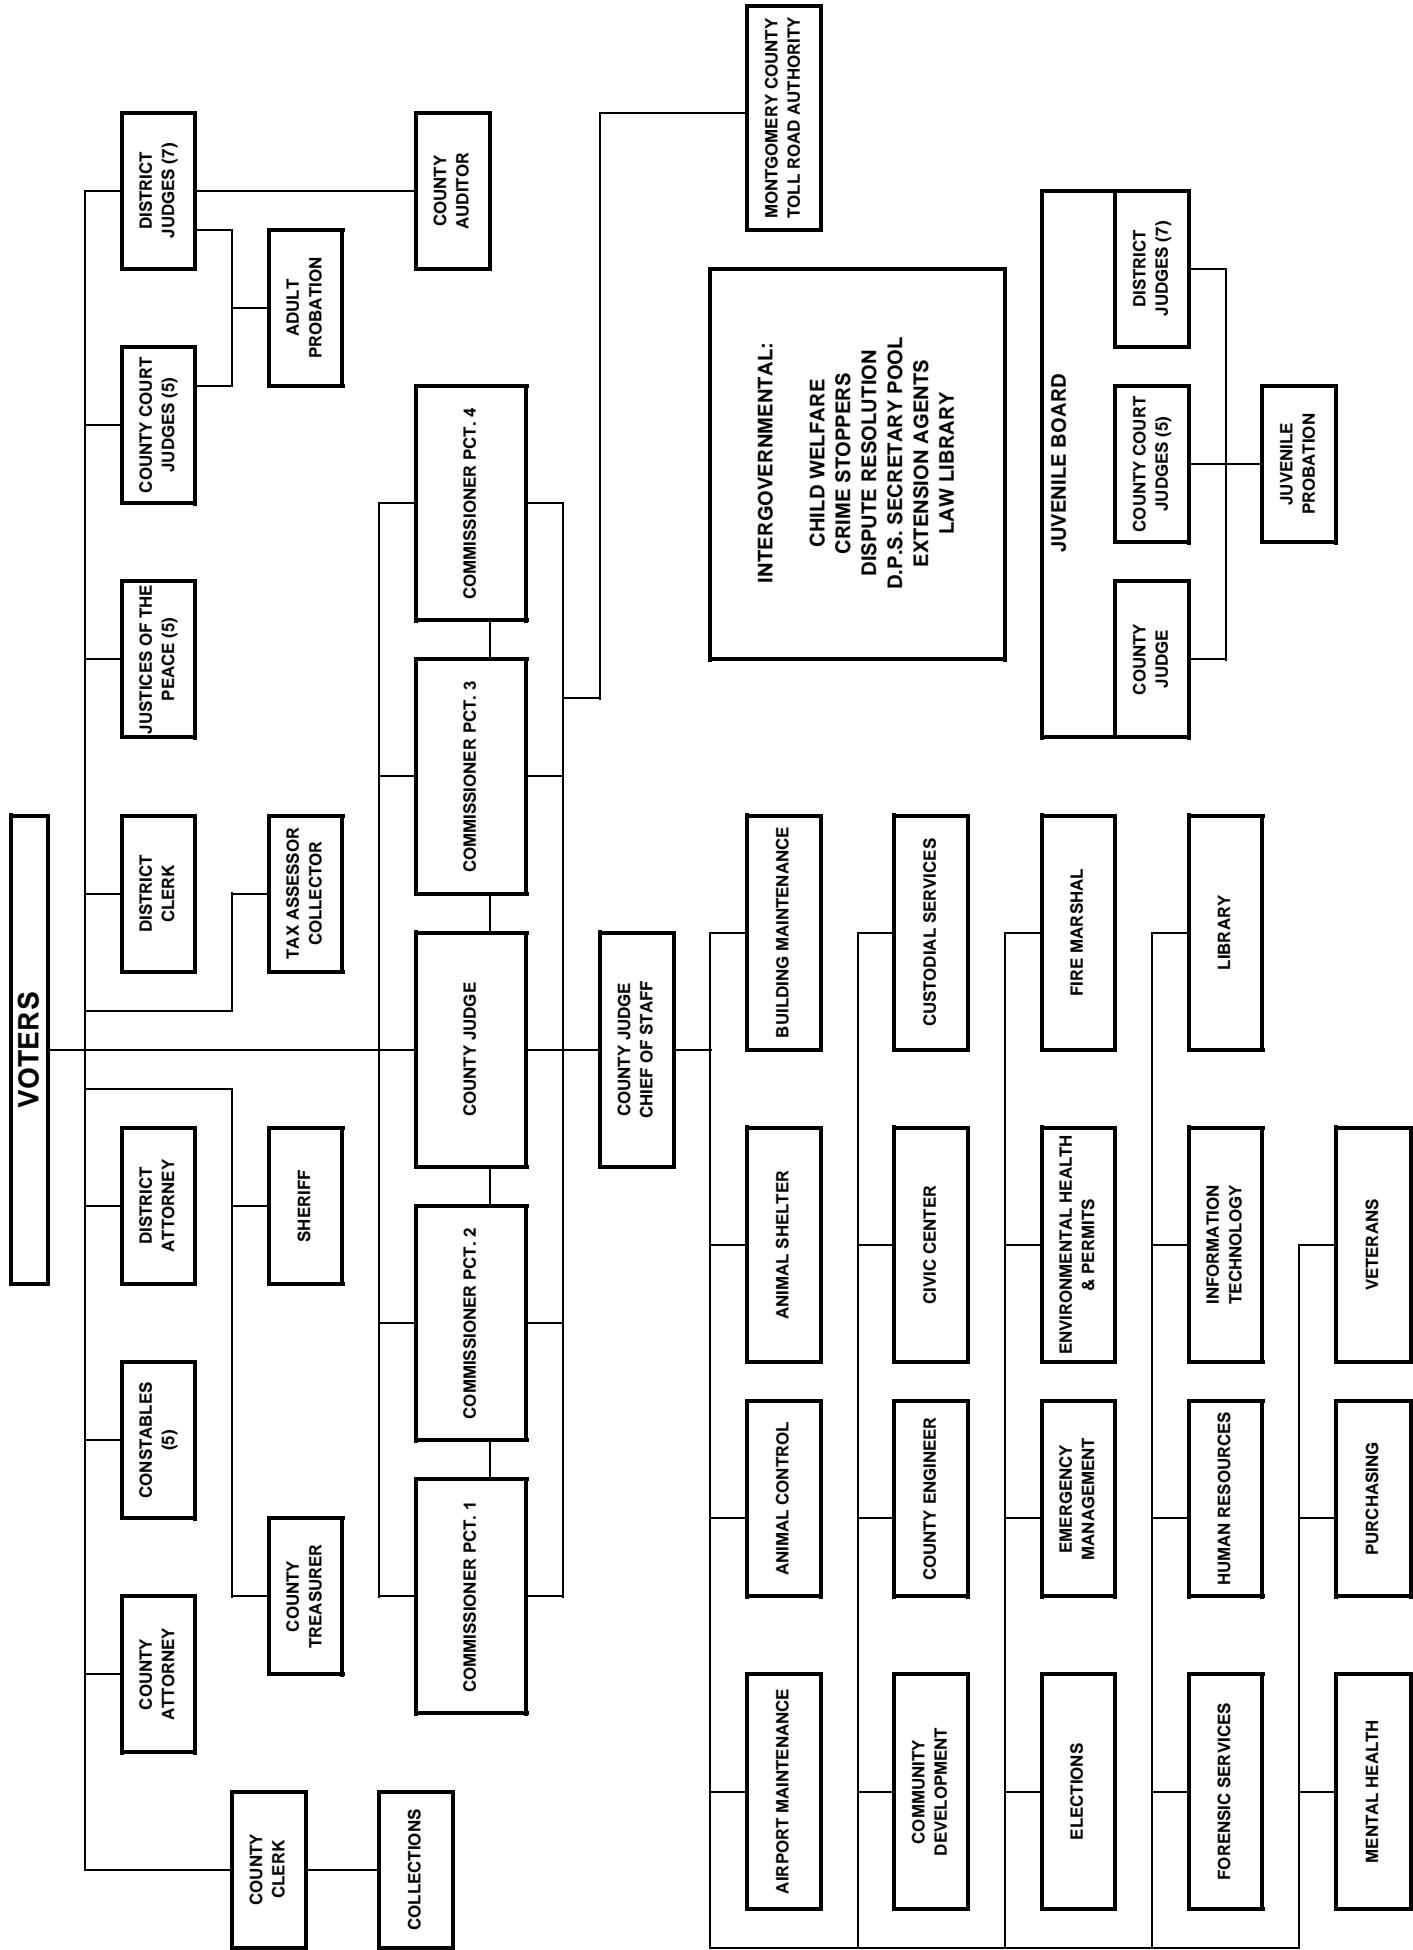 VOTERS
COUNTY
ATTORNEY
CONSTABLES
(5)
DISTRICT
ATTORNEY
DISTRICT
CLERK
JUSTICES OF THE
PEACE (5)
COUNTY COURT
JUDGES (5)
DISTRICT
JUDGES (7)
COUNTY
CLERK
COUNTY
TREASURER
SHERIFF
TAX ASSESSOR
COLLECTOR
ADULT
PROBATION
COLLECTIONS
COMMISSIONER PCT. 1
COMMISSIONER PCT. 2
COUNTY JUDGE
COMMISSIONER PCT. 3
COMMISSIONER PCT. 4
COUNTY
AUDITOR
COUNTY JUDGE
CHIEF OF STAFF
AIRPORT MAINTENANCE
ANIMAL CONTROL
ANIMAL SHELTER
BUILDING MAINTENANCE
MONTGOMERY COUNTY
TOLL ROAD AUTHORITY
COMMUNITY
DEVELOPMENT
COUNTY ENGINEER
CIVIC CENTER
CUSTODIAL SERVICES
INTERGOVERNMENTAL:
CHILD WELFARE
CRIME STOPPERS
DISPUTE RESOLUTION
D.P.S. SECRETARY POOL
EXTENSION AGENTS
LAW LIBRARY
ELECTIONS
EMERGENCY
MANAGEMENT
ENVIRONMENTAL HEALTH
& PERMITS
FIRE MARSHAL
FORENSIC SERVICES
HUMAN RESOURCES
INFORMATION
TECHNOLOGY
LIBRARY
MENTAL HEALTH
PURCHASING
VETERANS
JUVENILE BOARD
COUNTY
JUDGE
COUNTY COURT
JUDGES (5)
DISTRICT
JUDGES (7)
JUVENILE
PROBATION